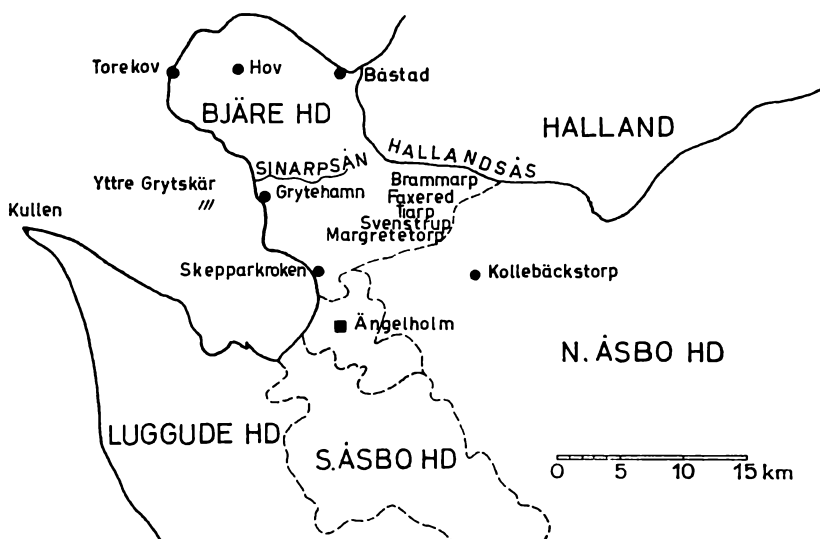 Torekov
Hov
Båstad
BJÄRE HD
HALLAND
HALLANDSÅS
SINARPSÅN
Brammarp
Yttre Grytskär
Grytehamn
Faxered
Tiarp
Kullen
Svenstrup
Margretetorp
Skepparkroken
Kollebäckstorp
Ängelholm
N. ÅSBO HD
LUGGUDE HD
S.ÅSBO HD
0 5 10 15 km